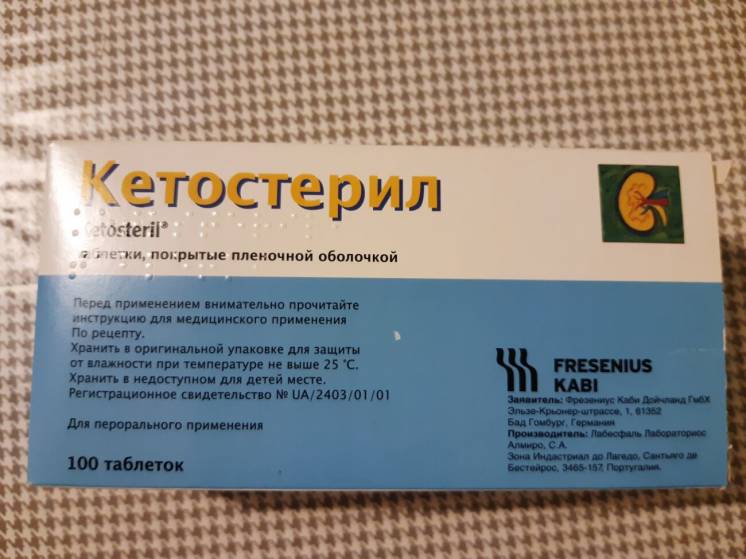 Кетостерил
Ketosteril®
таблетки, покрытые пленочной оболочкой
Перед применением внимательно прочитайте
инструкцию для медицинского применения
По рецепту.
Хранить в оригинальной упаковке для защиты
от влажности при температуре не выше 25 °C.
Хранить в недоступном для детей месте.
Регистрационное свидетельство № UA/2403/01/01
Для перорального применения
100 таблеток
FRESENIUS
KABI
Заявитель: Фрезениус Каби Дойчланд ГмбХ
Эльзе-Крьонер-штрассе, 1, 61352
Бад Гомбург, Германия
Производитель: Лабесфаль Лабораториос
Алмиро, С.А.
Зона Индастриал до Лагедо, Сантьяго де
Бестейрос, 3465-157, Португалия.